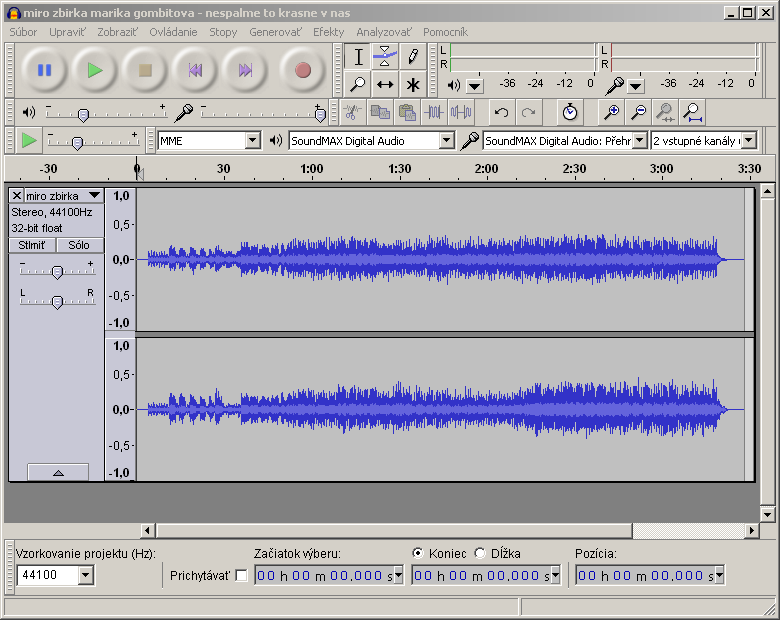 miro zbirka marika gombitova - nespalme to krasne v nas
Súbor Upraviť Zobraziť Ovládanie Stopy Generovať Efekty Analyzovať Pomocník
L
R
-36 -24 -12 0
L
R
-36 -24 -12 0
- +
- +
- +
MME
SoundMAX Digital Audio
SoundMAX Digital Audio: Přehr
2 vstupné kanály
-30 0 30 1:00 1:30 2:00 2:30 3:00 3:30
miro zbirka
Stereo, 44100Hz
32-bit float
Stlmiť Sólo
- +
L R
1,0
0,5-
0,0-
-0,5-
-1,0
1,0
0,5-
0,0-
-0,5-
-1,0
Vzorkovanie projektu (Hz): Začiatok výberu: Koniec Dĺžka Pozícia:
44100 Prichytávať 00 h 00 m 00.000 s 00 h 00 m 00.000 s 00 h 00 m 00.000 s